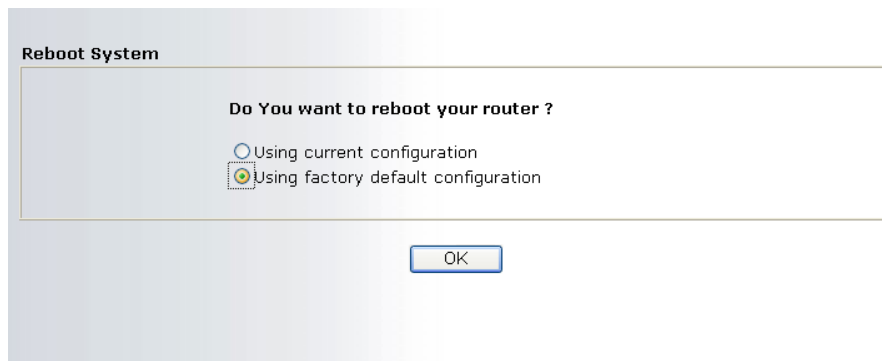 Reboot System
Do You want to reboot your router ?
Using current configuration
Using factory default configuration
OK